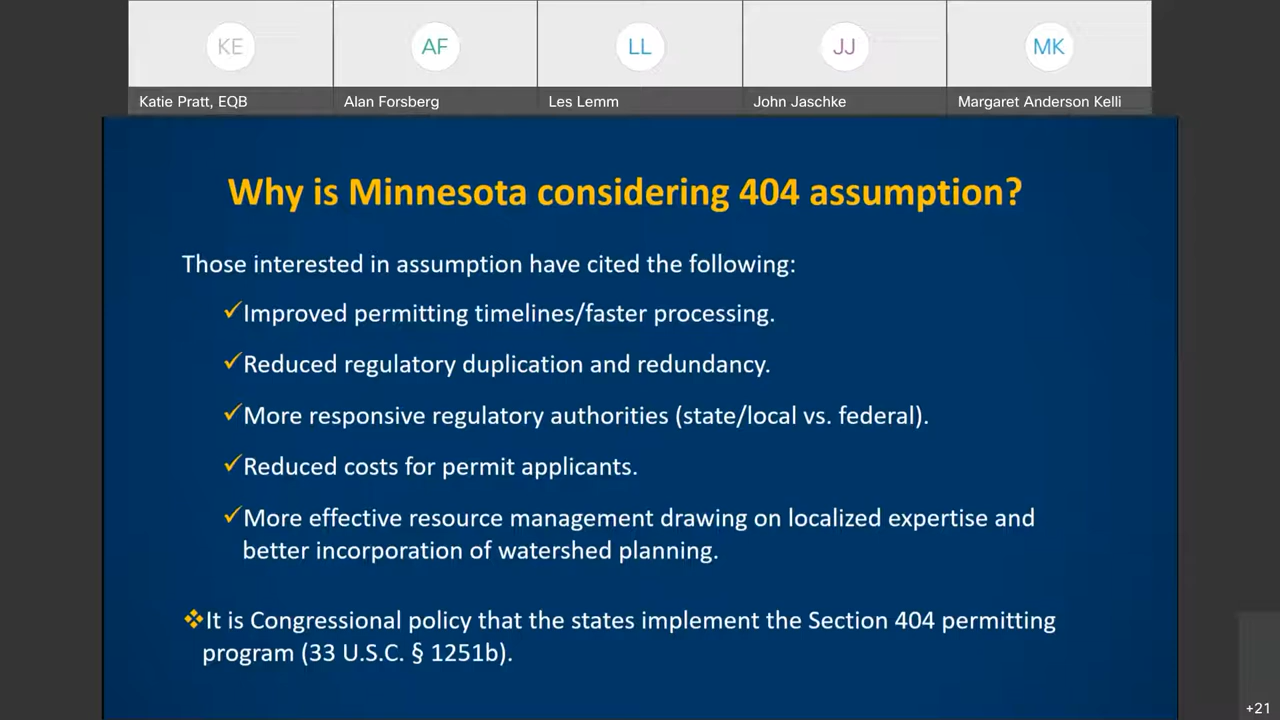 KE
AF
LL
JJ
MK
Katie Pratt, EQB
Alan Forsberg
Les Lemm
John Jaschke
Margaret Anderson Kelli
Why is Minnesota considering 404 assumption?
Those interested in assumption have cited the following:
✓Improved permitting timelines/faster processing.
✓Reduced regulatory duplication and redundancy.
✓More responsive regulatory authorities (state/local vs. federal).
✓Reduced costs for permit applicants.
✓More effective resource management drawing on localized expertise and
better incorporation of watershed planning.
❖It is Congressional policy that the states implement the Section 404 permitting
program (33 U.S.C. § 1251b).
+21